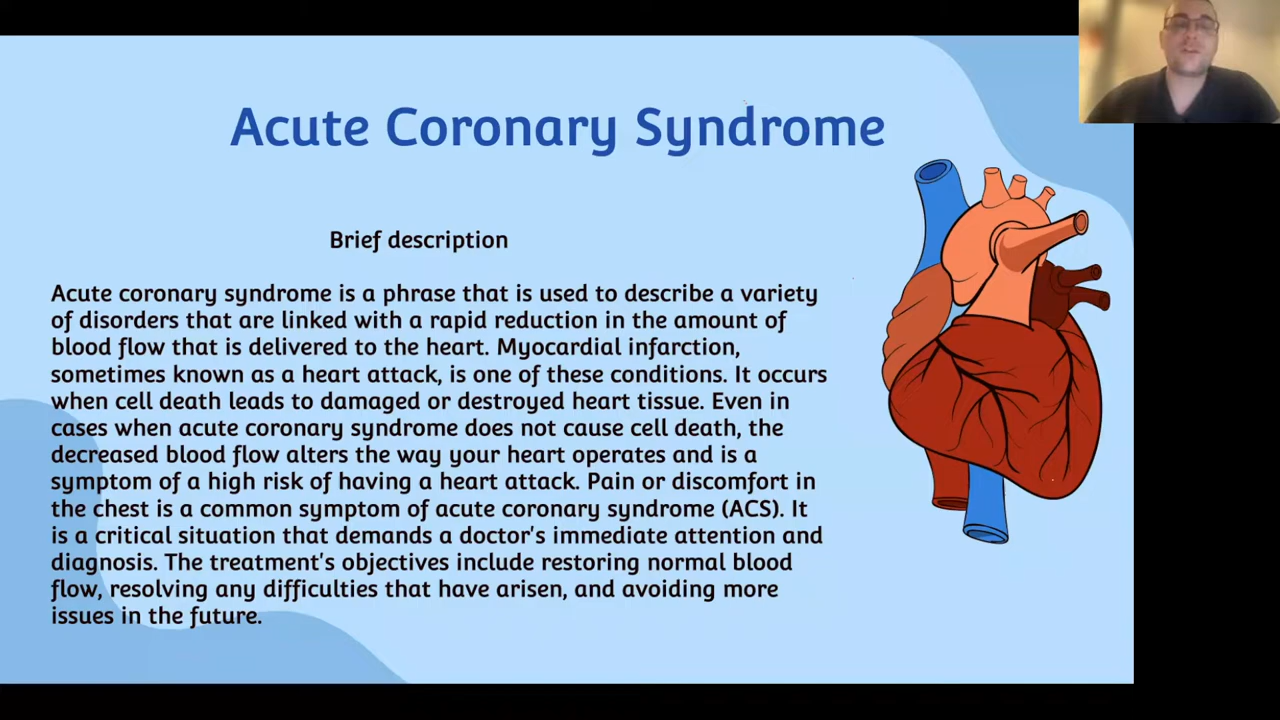 Acute Coronary Syndrome
Brief description
Acute coronary syndrome is a phrase that is used to describe a variety
of disorders that are linked with a rapid reduction in the amount of
blood flow that is delivered to the heart. Myocardial infarction,
sometimes known as a heart attack, is one of these conditions. It occurs
when cell death leads to damaged or destroyed heart tissue. Even in
cases when acute coronary syndrome does not cause cell death, the
decreased blood flow alters the way your heart operates and is a
symptom of a high risk of having a heart attack. Pain or discomfort in
the chest is a common symptom of acute coronary syndrome (ACS). It
is a critical situation that demands a doctor's immediate attention and
diagnosis. The treatment's objectives include restoring normal blood
flow, resolving any difficulties that have arisen, and avoiding more
issues in the future.